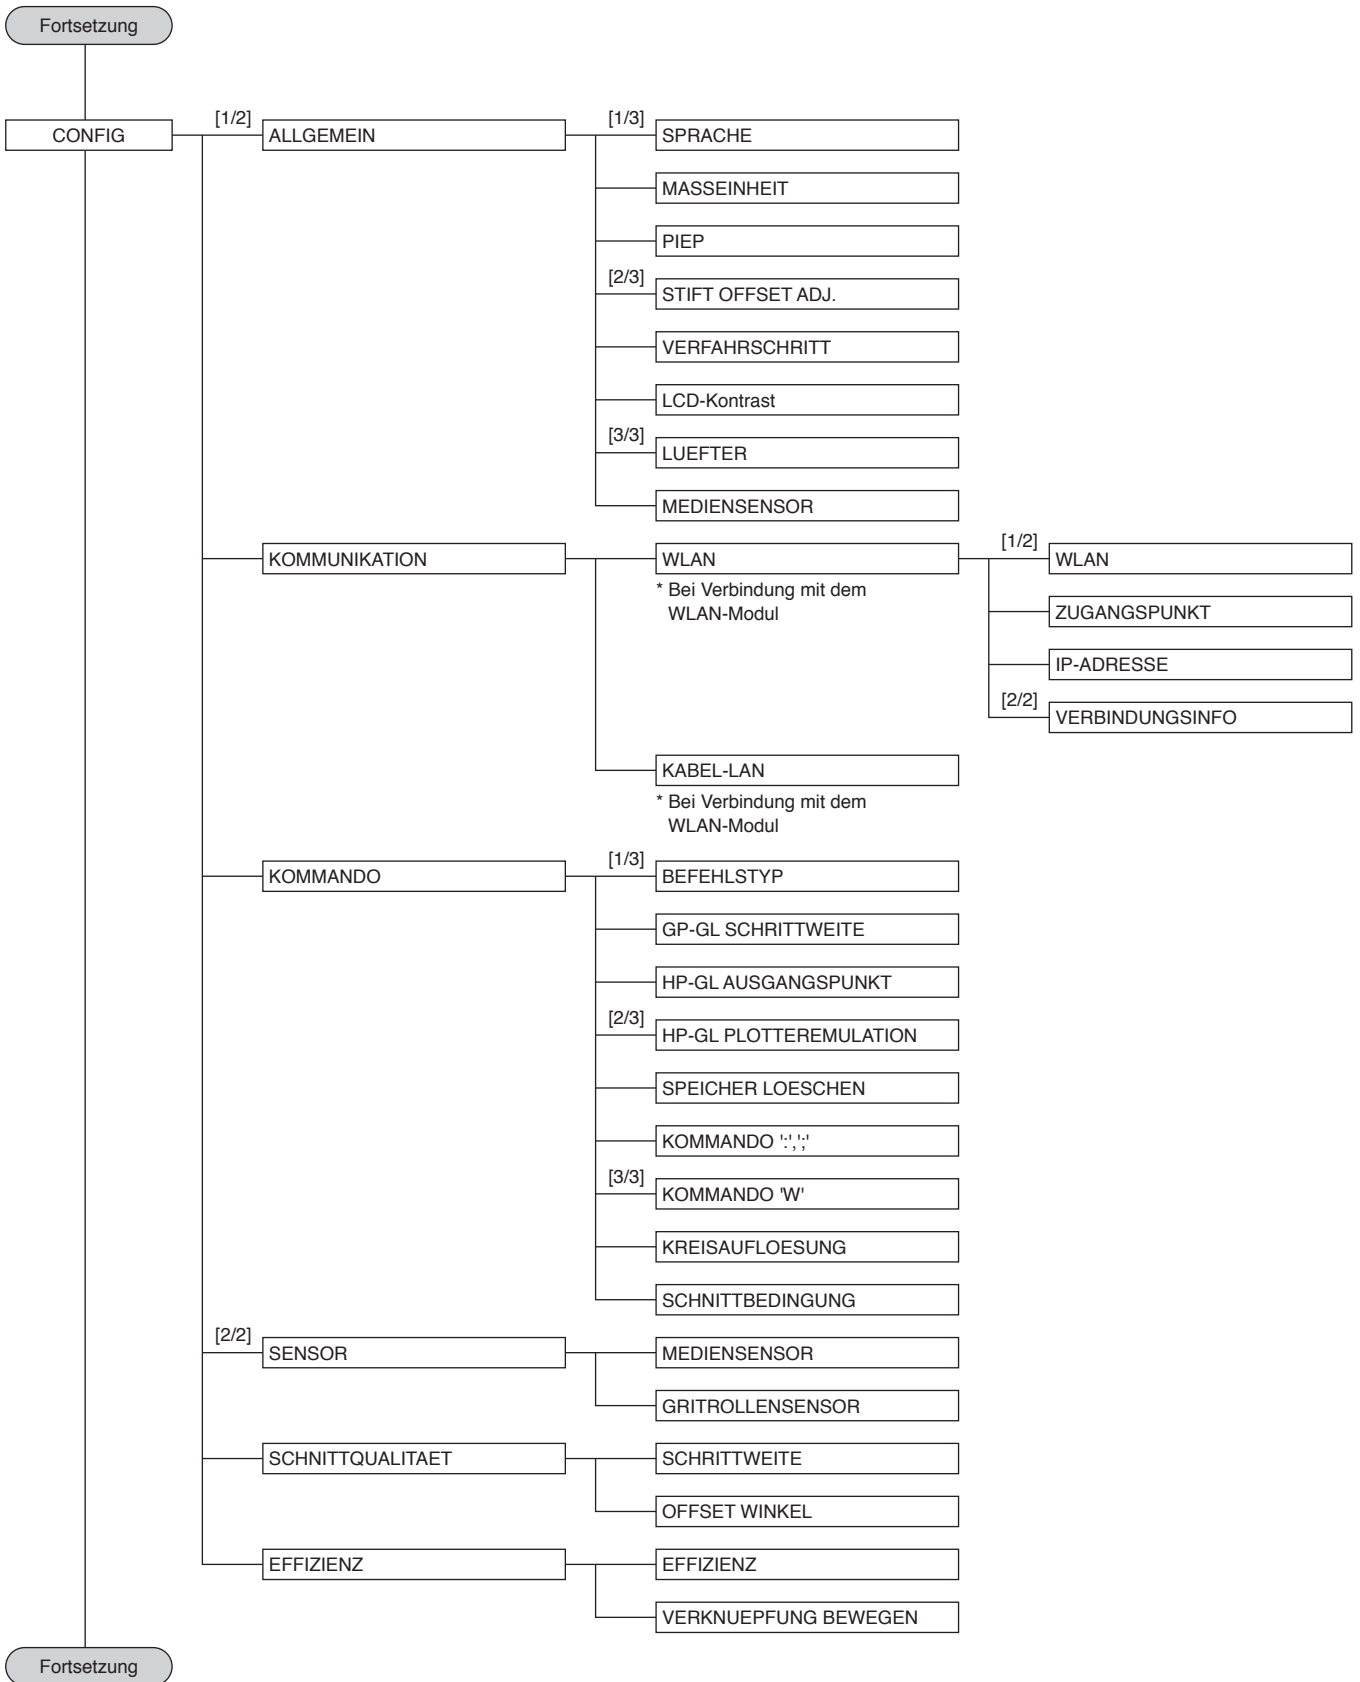 Fortsetzung
CONFIG
[1/2]
ALLGEMEIN
[1/3]
SPRACHE
MASSEINHEIT
PIEP
[2/3]
STIFT OFFSET ADJ.
VERFAHRSCHRITT
LCD-Kontrast
[3/3]
LUEFTER
MEDIENSENSOR
KOMMUNIKATION
WLAN
* Bei Verbindung mit dem
WLAN-Modul
[1/2]
WLAN
ZUGANGSPUNKT
IP-ADRESSE
[2/2]
VERBINDUNGSINFO
KABEL-LAN
* Bei Verbindung mit dem
WLAN-Modul
KOMMANDO
[1/3]
BEFEHLSTYP
GP-GL SCHRITTWEITE
HP-GL AUSGANGSPUNKT
[2/3]
HP-GL PLOTTEREMULATION
SPEICHER LOESCHEN
KOMMANDO ':',';'
[3/3]
KOMMANDO 'W'
KREISAUFLOESUNG
SCHNITTBEDINGUNG
[2/2]
SENSOR
MEDIENSENSOR
GRITROLLENSENSOR
SCHNITTQUALITAET
SCHRITTWEITE
OFFSET WINKEL
EFFIZIENZ
EFFIZIENZ
VERKNUEPFUNG BEWEGEN
Fortsetzung